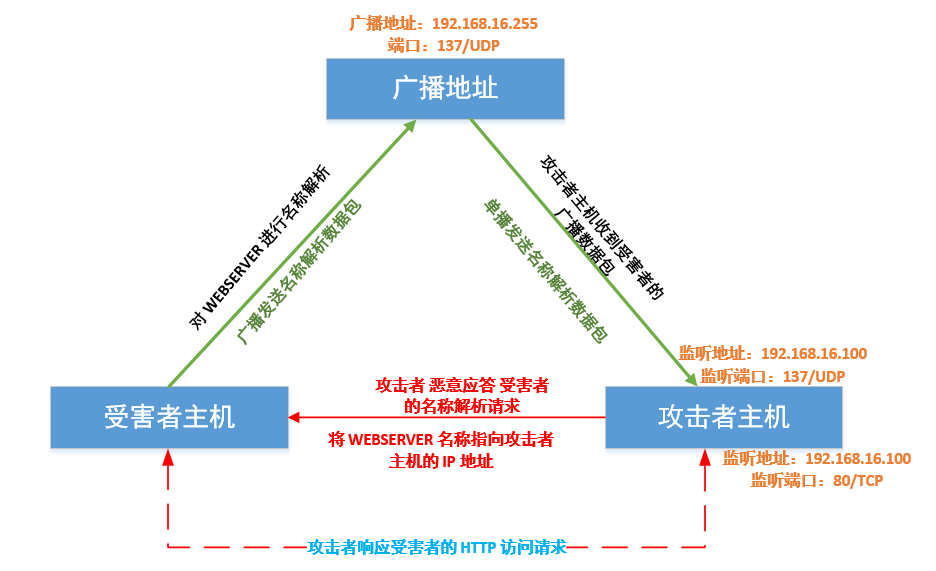 广播地址：192.168.16.255
端口：137/UDP
广播地址
对 WEBSERVER 进行名称解析
广播发送名称解析数据包
攻击者主机收到受害者的
广播数据包
单播发送名称解析数据包
监听地址：192.168.16.100
监听端口：137/UDP
受害者主机
攻击者 恶意应答 受害者
的名称解析请求
将 WEBSERVER 名称指向攻击者
主机的 IP 地址
攻击者主机
监听地址：192.168.16.100
监听端口：80/TCP
攻击者响应受害者的 HTTP 访问请求